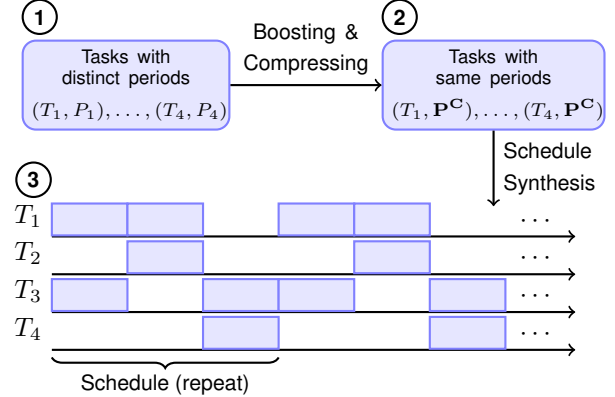 1
Tasks with
distinct periods
(T₁, P₁), . . . , (T₄, P₄)
Boosting &
Compressing
2
Tasks with
same periods
(T₁, Pᶜ), . . . , (T₄, Pᶜ)
Schedule
Synthesis
3
T₁ . . .
T₂ . . .
T₃ . . .
T₄ . . .
Schedule (repeat)